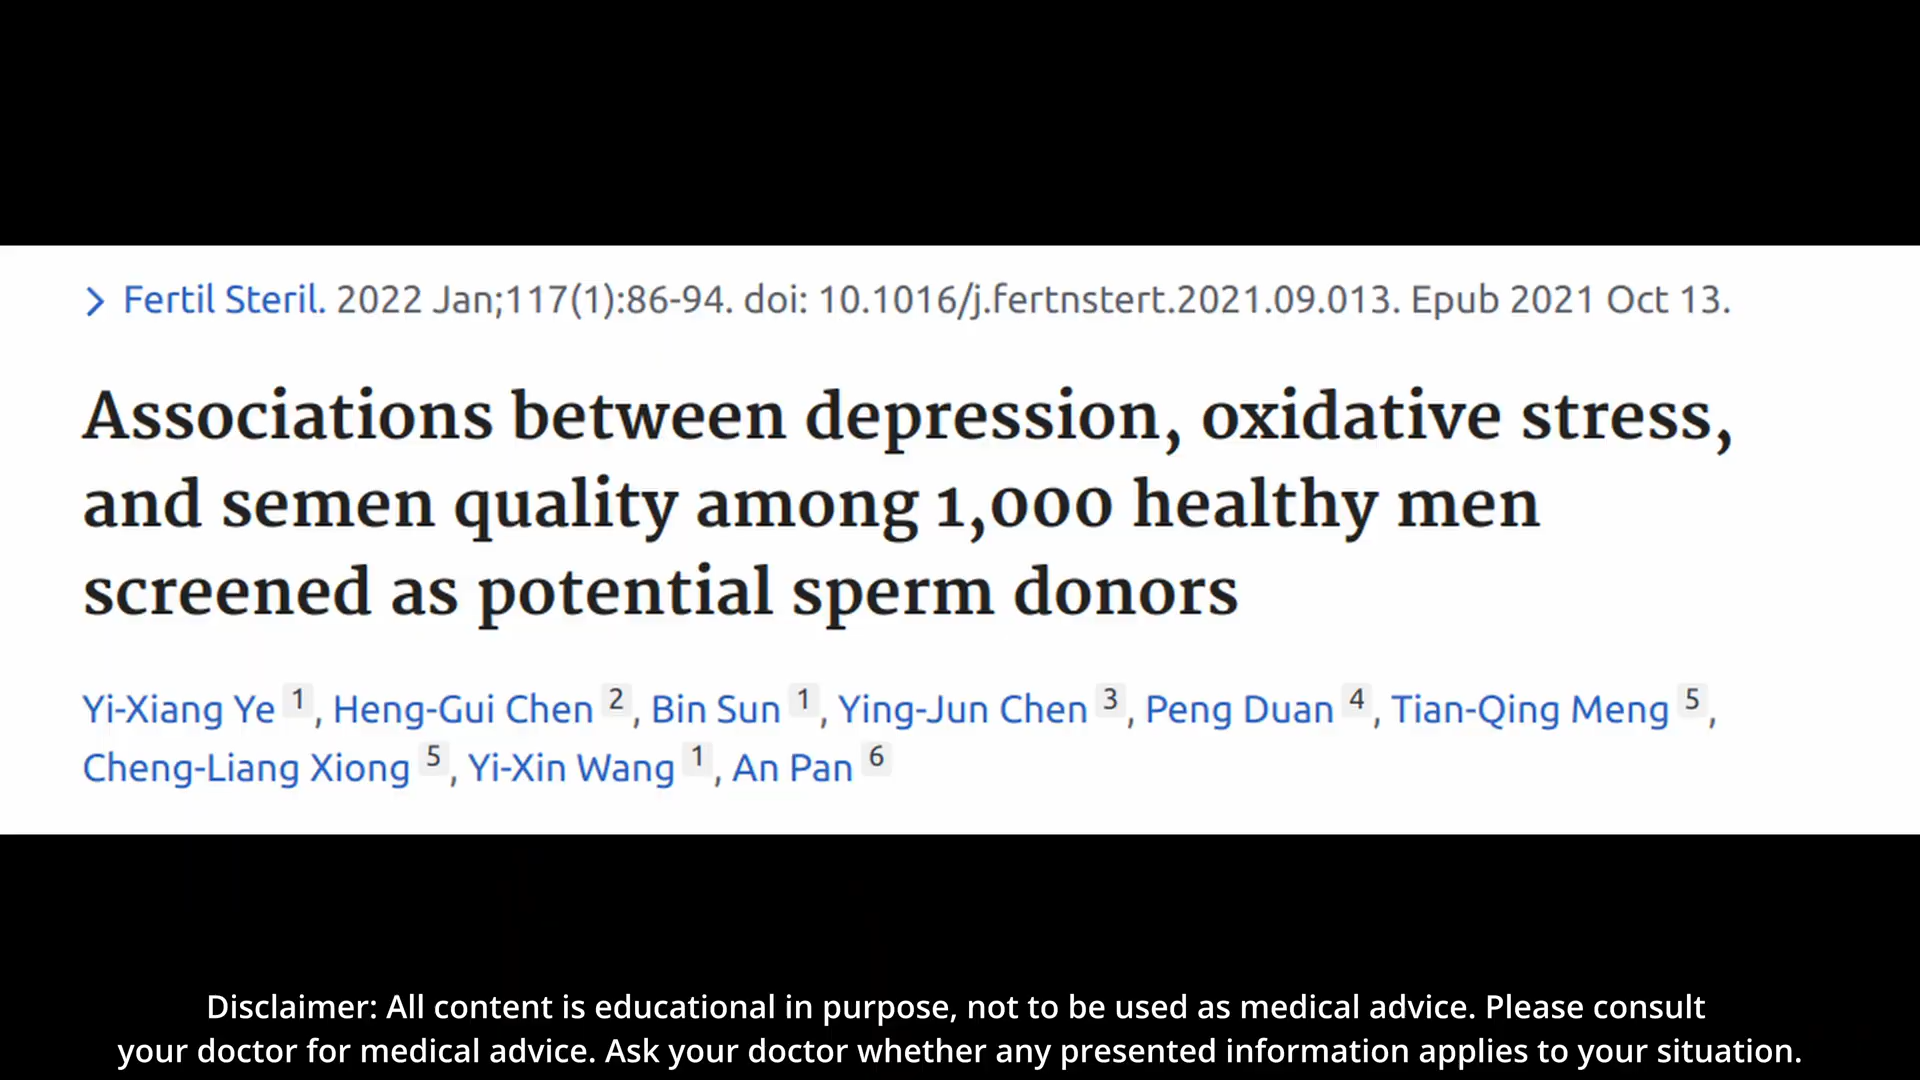 > Fertil Steril. 2022 Jan;117(1):86-94. doi: 10.1016/j.fertnstert.2021.09.013. Epub 2021 Oct 13.
Associations between depression, oxidative stress,
and semen quality among 1,000 healthy men
screened as potential sperm donors
Yi-Xiang Ye 1, Heng-Gui Chen 2, Bin Sun 1, Ying-Jun Chen 3, Peng Duan 4, Tian-Qing Meng 5,
Cheng-Liang Xiong 5, Yi-Xin Wang 1, An Pan 6
Disclaimer: All content is educational in purpose, not to be used as medical advice. Please consult
your doctor for medical advice. Ask your doctor whether any presented information applies to your situation.